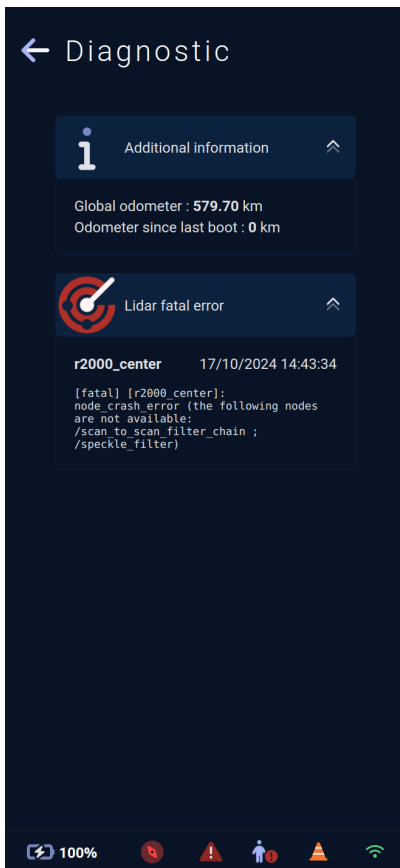 Diagnostic
Additional information
Global odometer : 579.70 km
Odometer since last boot : 0 km
Lidar fatal error
r2000_center 17/10/2024 14:43:34
[fatal] [r2000_center]:
node_crash_error (the following nodes
are not available:
/scan_to_scan_filter_chain ;
/speckle_filter)
100%